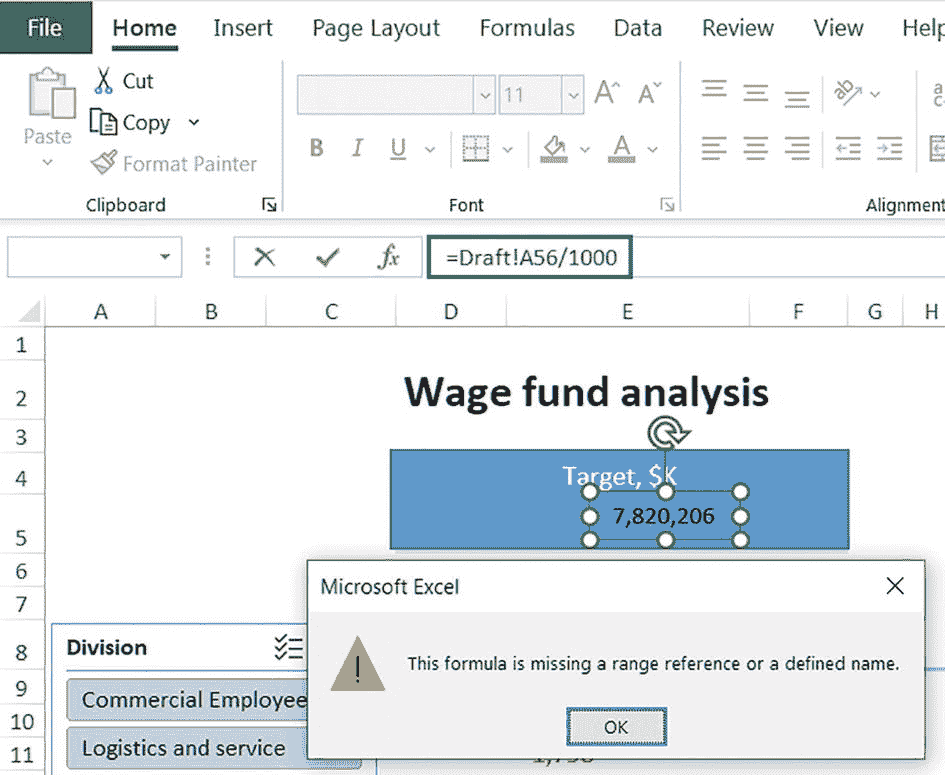 File Home Insert Page Layout Formulas Data Review View Help
Cut
Paste
Copy
Format Painter
11
B I U
A
Clipboard
Font
Alignment
fx =Draft!A56/1000
A B C D E F G H
1
2 Wage fund analysis
3
4 Target, $K
5 7,820,206
6
7
8 Division
9 Commercial Employee
10
11 Logistics and service
Microsoft Excel
This formula is missing a range reference or a defined name.
OK